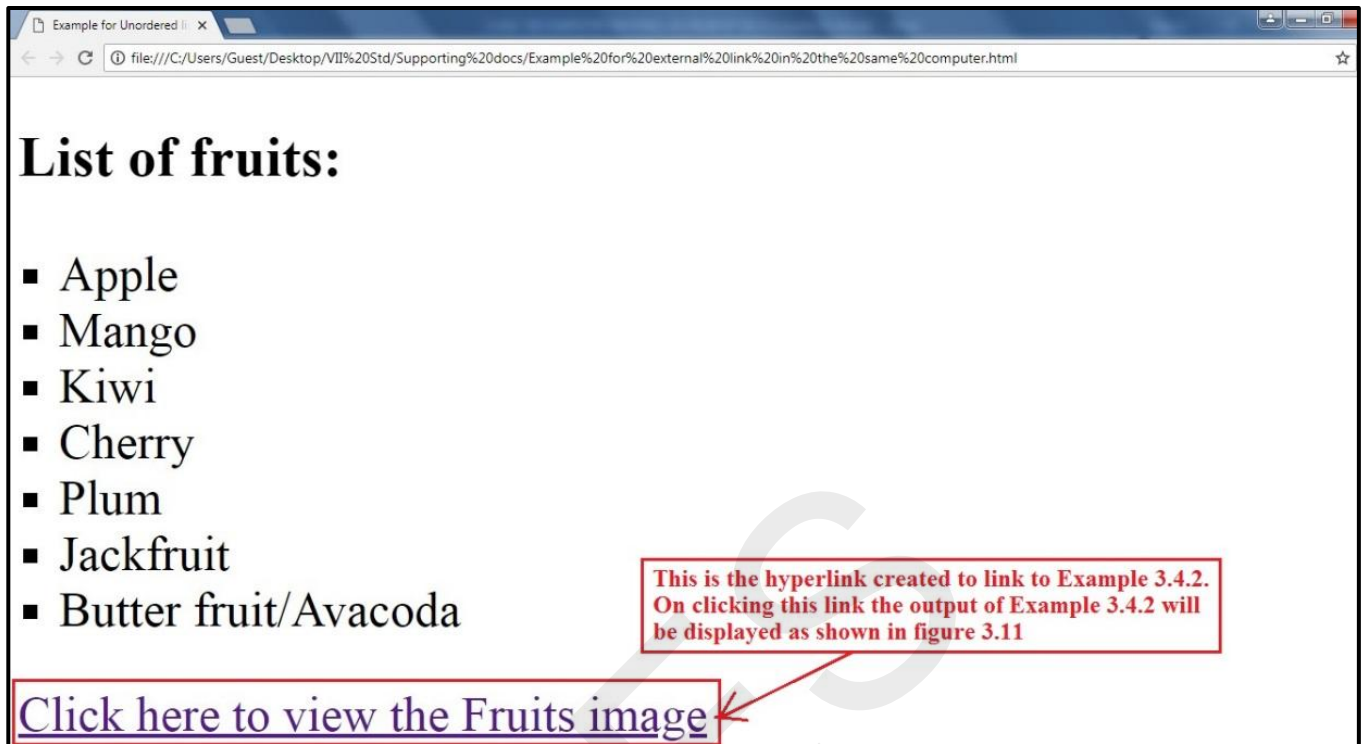 Example for Unordered li
file:///C:/Users/Guest/Desktop/VII%20Std/Supporting%20docs/Example%20for%20external%20link%20in%20the%20same%20computer.html
List of fruits:
Apple
Mango
Kiwi
Cherry
Plum
Jackfruit
Butter fruit/Avacoda
This is the hyperlink created to link to Example 3.4.2.
On clicking this link the output of Example 3.4.2 will
be displayed as shown in figure 3.11
Click here to view the Fruits image